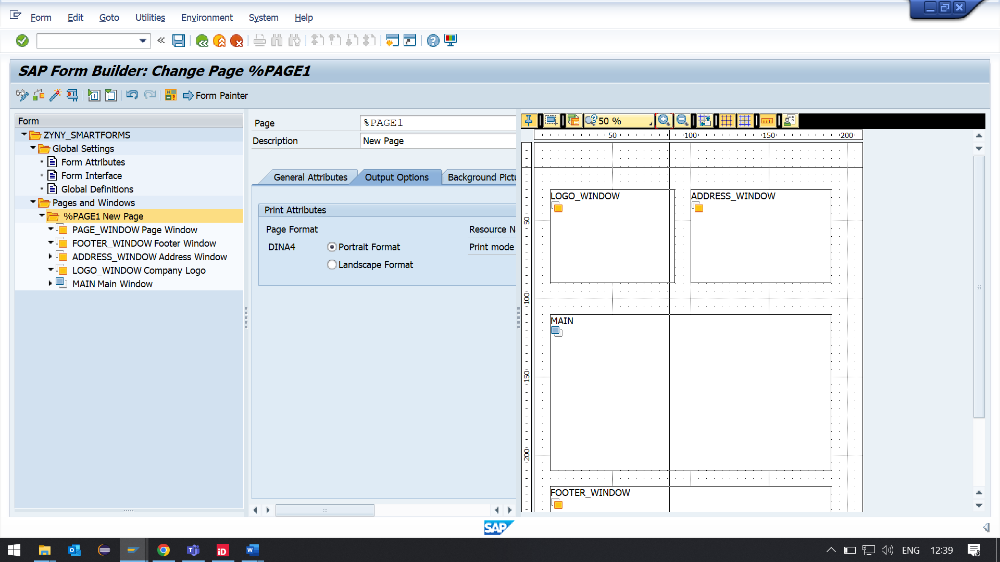 Form Edit Goto Utilities Environment System Help
SAP Form Builder: Change Page %PAGE1
Form Painter
Form
ZYNY_SMARTFORMS
Global Settings
Form Attributes
Form Interface
Global Definitions
Pages and Windows
%PAGE1 New Page
PAGE_WINDOW Page Window
FOOTER_WINDOW Footer Window
ADDRESS_WINDOW Address Window
LOGO_WINDOW Company Logo
MAIN Main Window
Page %PAGE1
Description New Page
General Attributes Output Options Background Pictu
Print Attributes
Page Format Resource N
DINA4 Portrait Format Print mode
Landscape Format
50 %
50 100 150 200
50
100
150
200
LOGO_WINDOW ADDRESS_WINDOW
MAIN
FOOTER_WINDOW
SAP
ENG 12:39